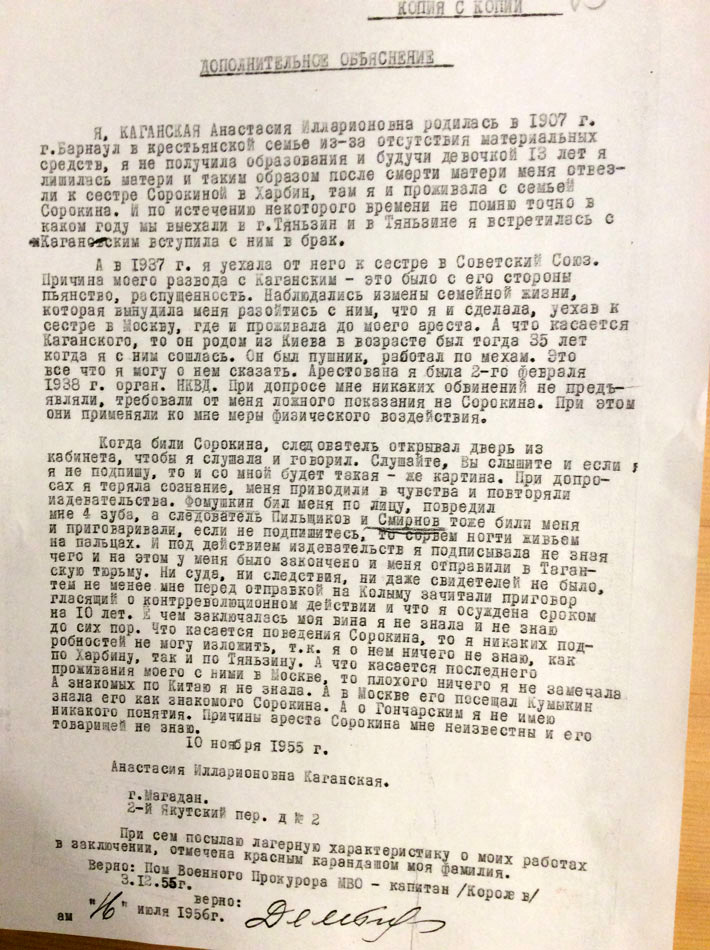 КОПИЯ С КОПИИ
ДОПОЛНИТЕЛЬНОЕ ОБЪЯСНЕНИЕ
Я, КАГАНСКАЯ Анастасия Илларионовна родилась в 1907 г.
г.Барнаул в крестьянской семье из-за отсутствия материальных
средств, я не получила образования и будучи девочкой 13 лет я
лишилась матери и таким образом после смерти матери меня отвез-
ли к сестре Сорокиной в Харбин, там я и проживала с семьей
Сорокина. И по истечению некоторого времени не помню точно в
каком году мы выехали в г.Тяньзин и в Тяньзине я встретилась с
Каганским вступила с ним в брак.
А в 1937 г. я уехала от него к сестре в Советский Союз.
Причина моего развода с Каганским - это было с его стороны
пьянство, распущенность. Наблюдались измены семейной жизни,
которая вынудила меня разойтись с ним, что я и сделала, уехав к
сестре в Москву, где и проживала до моего ареста. А что касается
Каганского, то он родом из Киева в возрасте был тогда 35 лет
когда я с ним сошлась. Он был пушник, работал по мехам. Это
все что я могу о нем сказать. Арестована я была 2-го февраля
1938 г. орган. НКВД. При допросе мне никаких обвинений не предъ-
являли, требовали от меня ложного показания на Сорокина. При этом
они применяли ко мне меры физического воздействия.
Когда били Сорокина, следователь открывал дверь из
кабинета, чтобы я слушала и говорил. Слушайте, Вы слышите и если
я не подпишу, то и со мной будет такая - же картина. При допро-
сах я теряла сознание, меня приводили в чувства и повторяли
издевательства. Фомушкин бил меня по лицу, повредил
мне 4 зуба, а следователь Пильщиков и Смирнов тоже били меня
и приговаривали, если не подпишитесь, то сорвем ногти живьем
на пальцах. И под действием издевательств я подписывала не зная
чего и на этом у меня было закончено и меня отправили в Таган-
скую тюрьму. Ни суда, ни следствия, ни даже свидетелей не было,
тем не менее мне перед отправкой на Колыму зачитали приговор
гласящий о контрреволюционном действии и что я осуждена сроком
на 10 лет. В чем заключалась моя вина я не знала и не знаю
до сих пор. Что касается поведения Сорокина, то я никаких под-
робностей не могу изложить, т.к. я о нем ничего не знаю, как
по Харбину, так и по Тяньзину. А что касается последнего
проживания моего с ними в Москве, то плохого ничего я не замечала
А знакомых по Китаю я не знала. А в Москве его посещал Кумыкин
знала его как знакомого Сорокина. А о Гончарским я не имею
никакого понятия. Причины ареста Сорокина мне неизвестны и его
товарищей не знаю.
10 ноября 1955 г.
Анастасия Илларионовна Каганская.
г.Магадан.
2-й Якутский пер. д № 2
При сем посылаю лагерную характеристику о моих работах
в заключении, отмечена красным карандашом моя фамилия.
Верно: Пом Военного Прокурора МВО - капитан /Королев/
3.12.55г.
верно:
ам "16" июля 1956г.